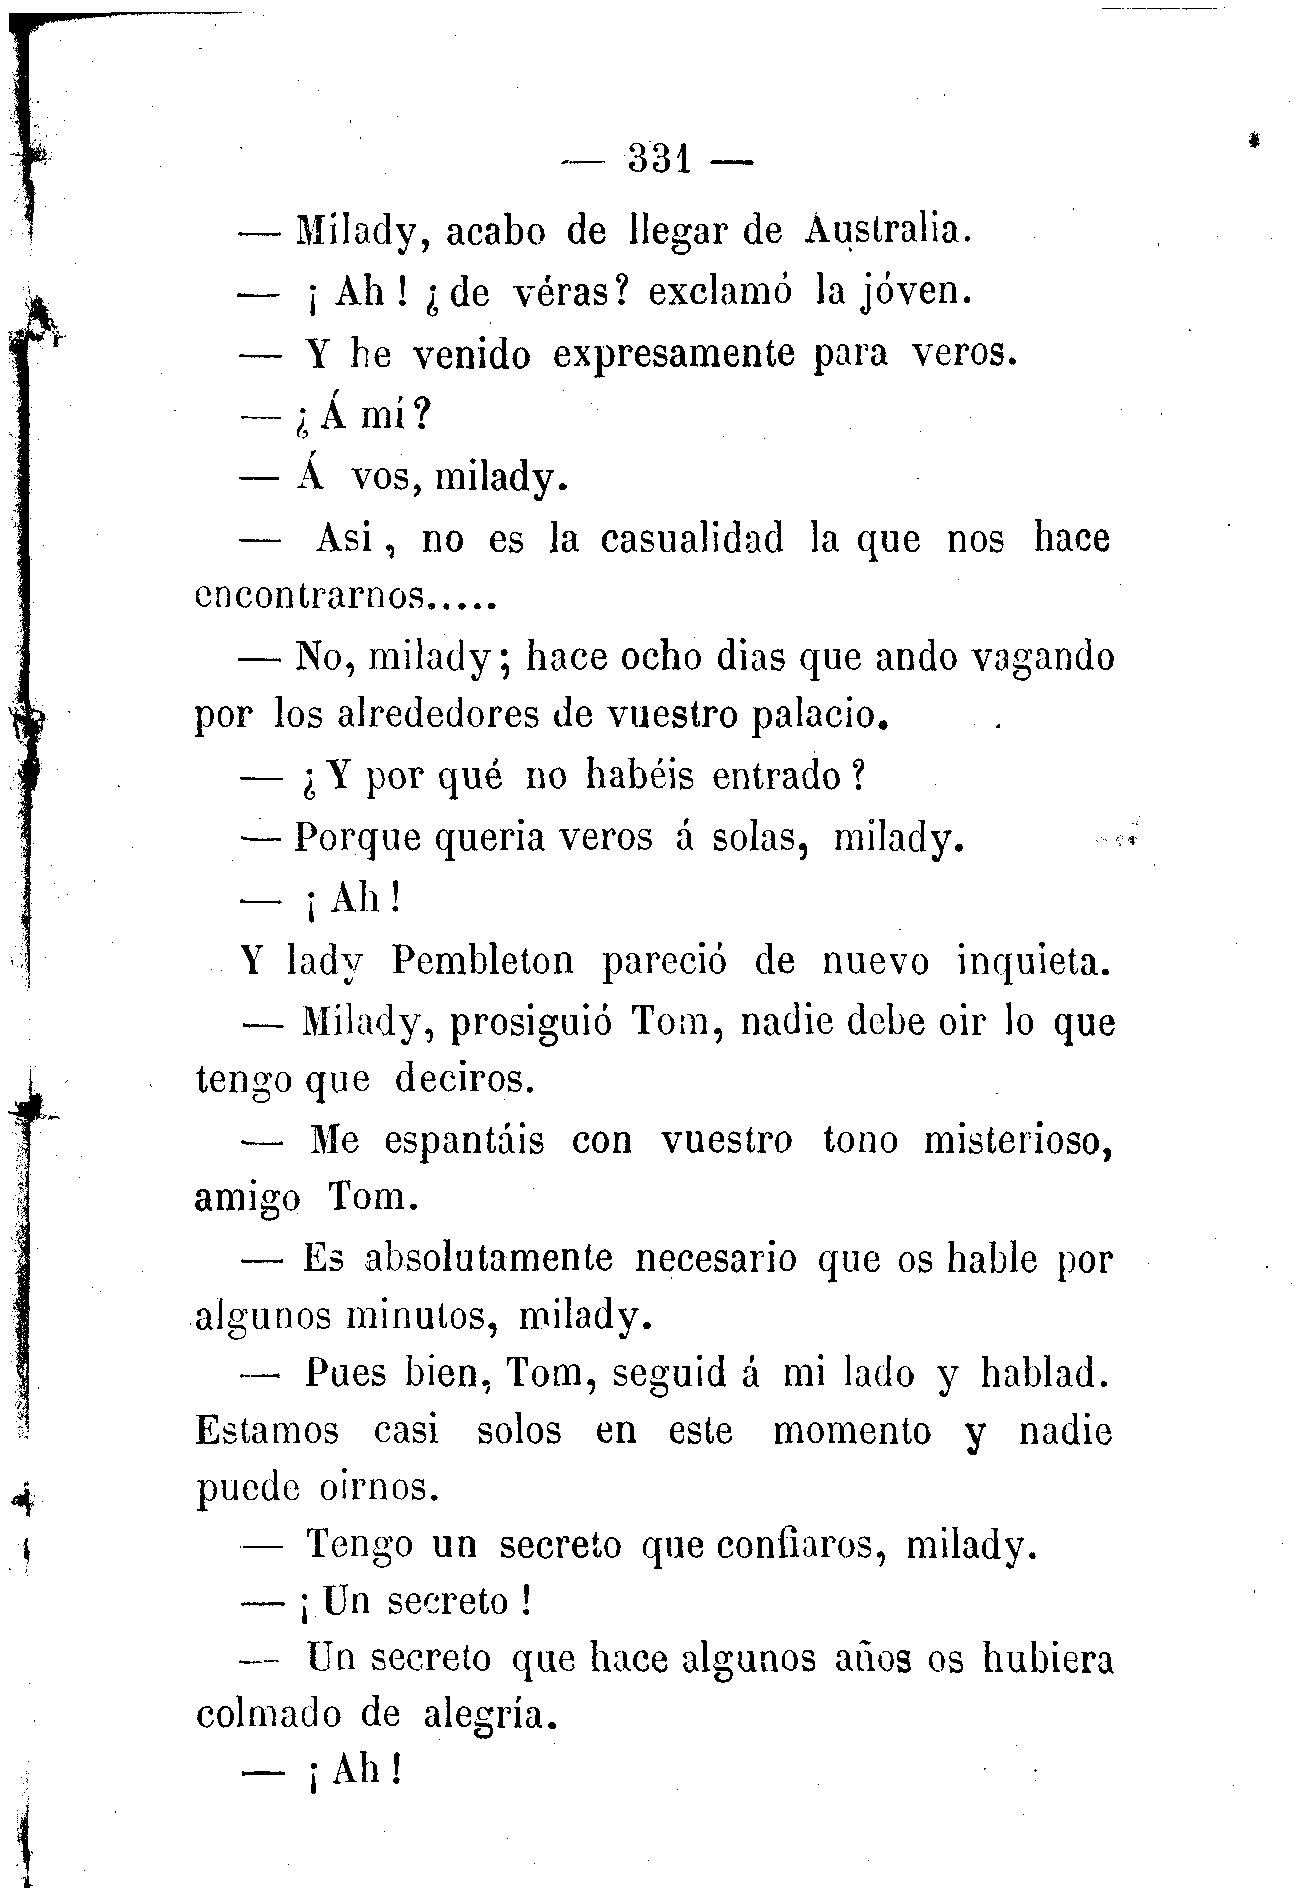 — 331 —
— Milady, acabo de llegar de Australia.
— ¡ Ah ! ¿ de véras? exclamó la jóven.
— Y he venido expresamente para veros.
— ¿ Á mí ?
— Á vos, milady.
— Asi , no es la casualidad la que nos hace
encontrarnos.....
— No, milady ; hace ocho dias que ando vagando
por los alrededores de vuestro palacio.
— ¿ Y por qué no habéis entrado ?
— Porque queria veros á solas, milady.
— ¡ Ah !
Y lady Pembleton pareció de nuevo inquieta.
— Milady, prosiguió Tom, nadie debe oir lo que
tengo que deciros.
— Me espantáis con vuestro tono misterioso,
amigo Tom.
— Es absolutamente necesario que os hable por
algunos minutos, milady.
— Pues bien, Tom, seguid á mi lado y hablad.
Estamos casi solos en este momento y nadie
puede oirnos.
— Tengo un secreto que confiaros, milady.
— ¡ Un secreto !
— Un secreto que hace algunos años os hubiera
colmado de alegría.
— ¡ Ah !